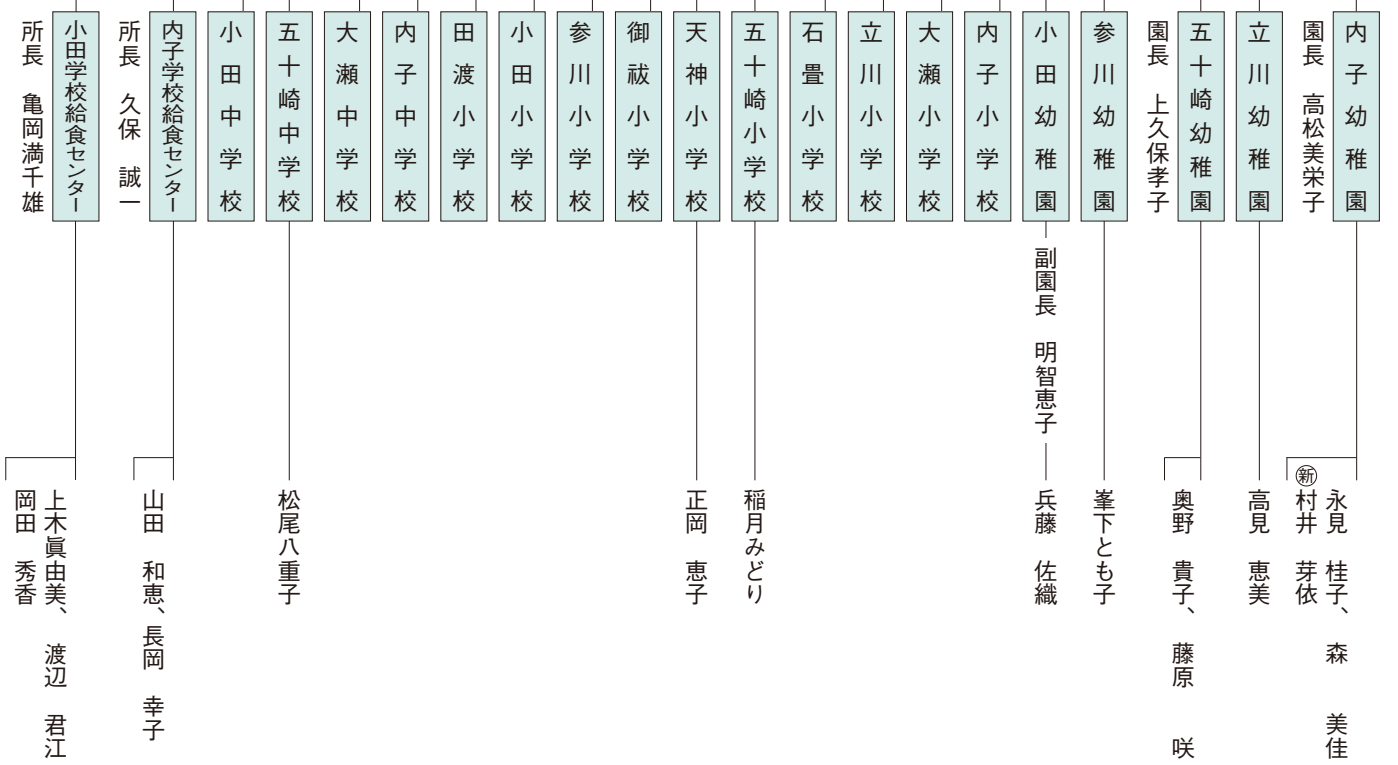 内子幼稚園
園長　高松美栄子
永見　桂子、森　美佳
㊟村井　芽依
立川幼稚園
高見　恵美
五十崎幼稚園
園長　上久保孝子
奥野　貴子、藤原　咲
参川幼稚園
峯下とも子
小田幼稚園
副園長　明智恵子
兵藤　佐織
内子小学校
大瀬小学校
立川小学校
石畳小学校
五十崎小学校
稲月みどり
天神小学校
正岡　恵子
御祓小学校
参川小学校
小田小学校
田渡小学校
内子中学校
大瀬中学校
五十崎中学校
松尾八重子
小田中学校
内子学校給食センター
所長　久保　誠一
山田　和恵、長岡　幸子
小田学校給食センター
所長　亀岡満千雄
上木眞由美、渡辺　君江
岡田　秀香